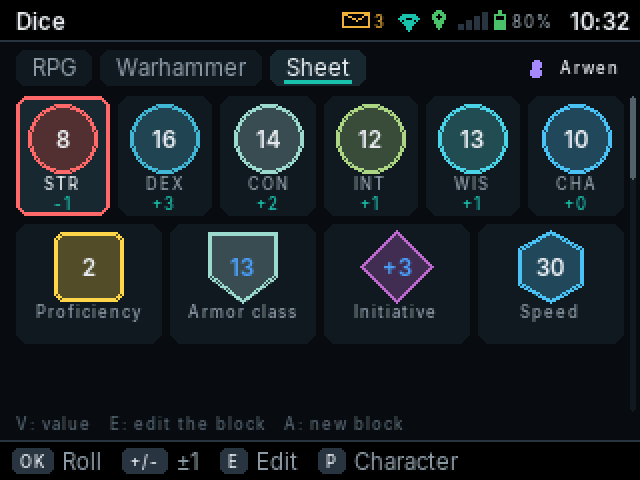 Dice 3 80% 10:32
RPG Warhammer Sheet Arwen
8 16 14 12 13 10
STR DEX CON INT WIS CHA
-1 +3 +2 +1 +1 +0
2 13 +3 30
Proficiency Armor class Initiative Speed
V: value E: edit the block A: new block
OK Roll +/- ±1 E Edit P Character